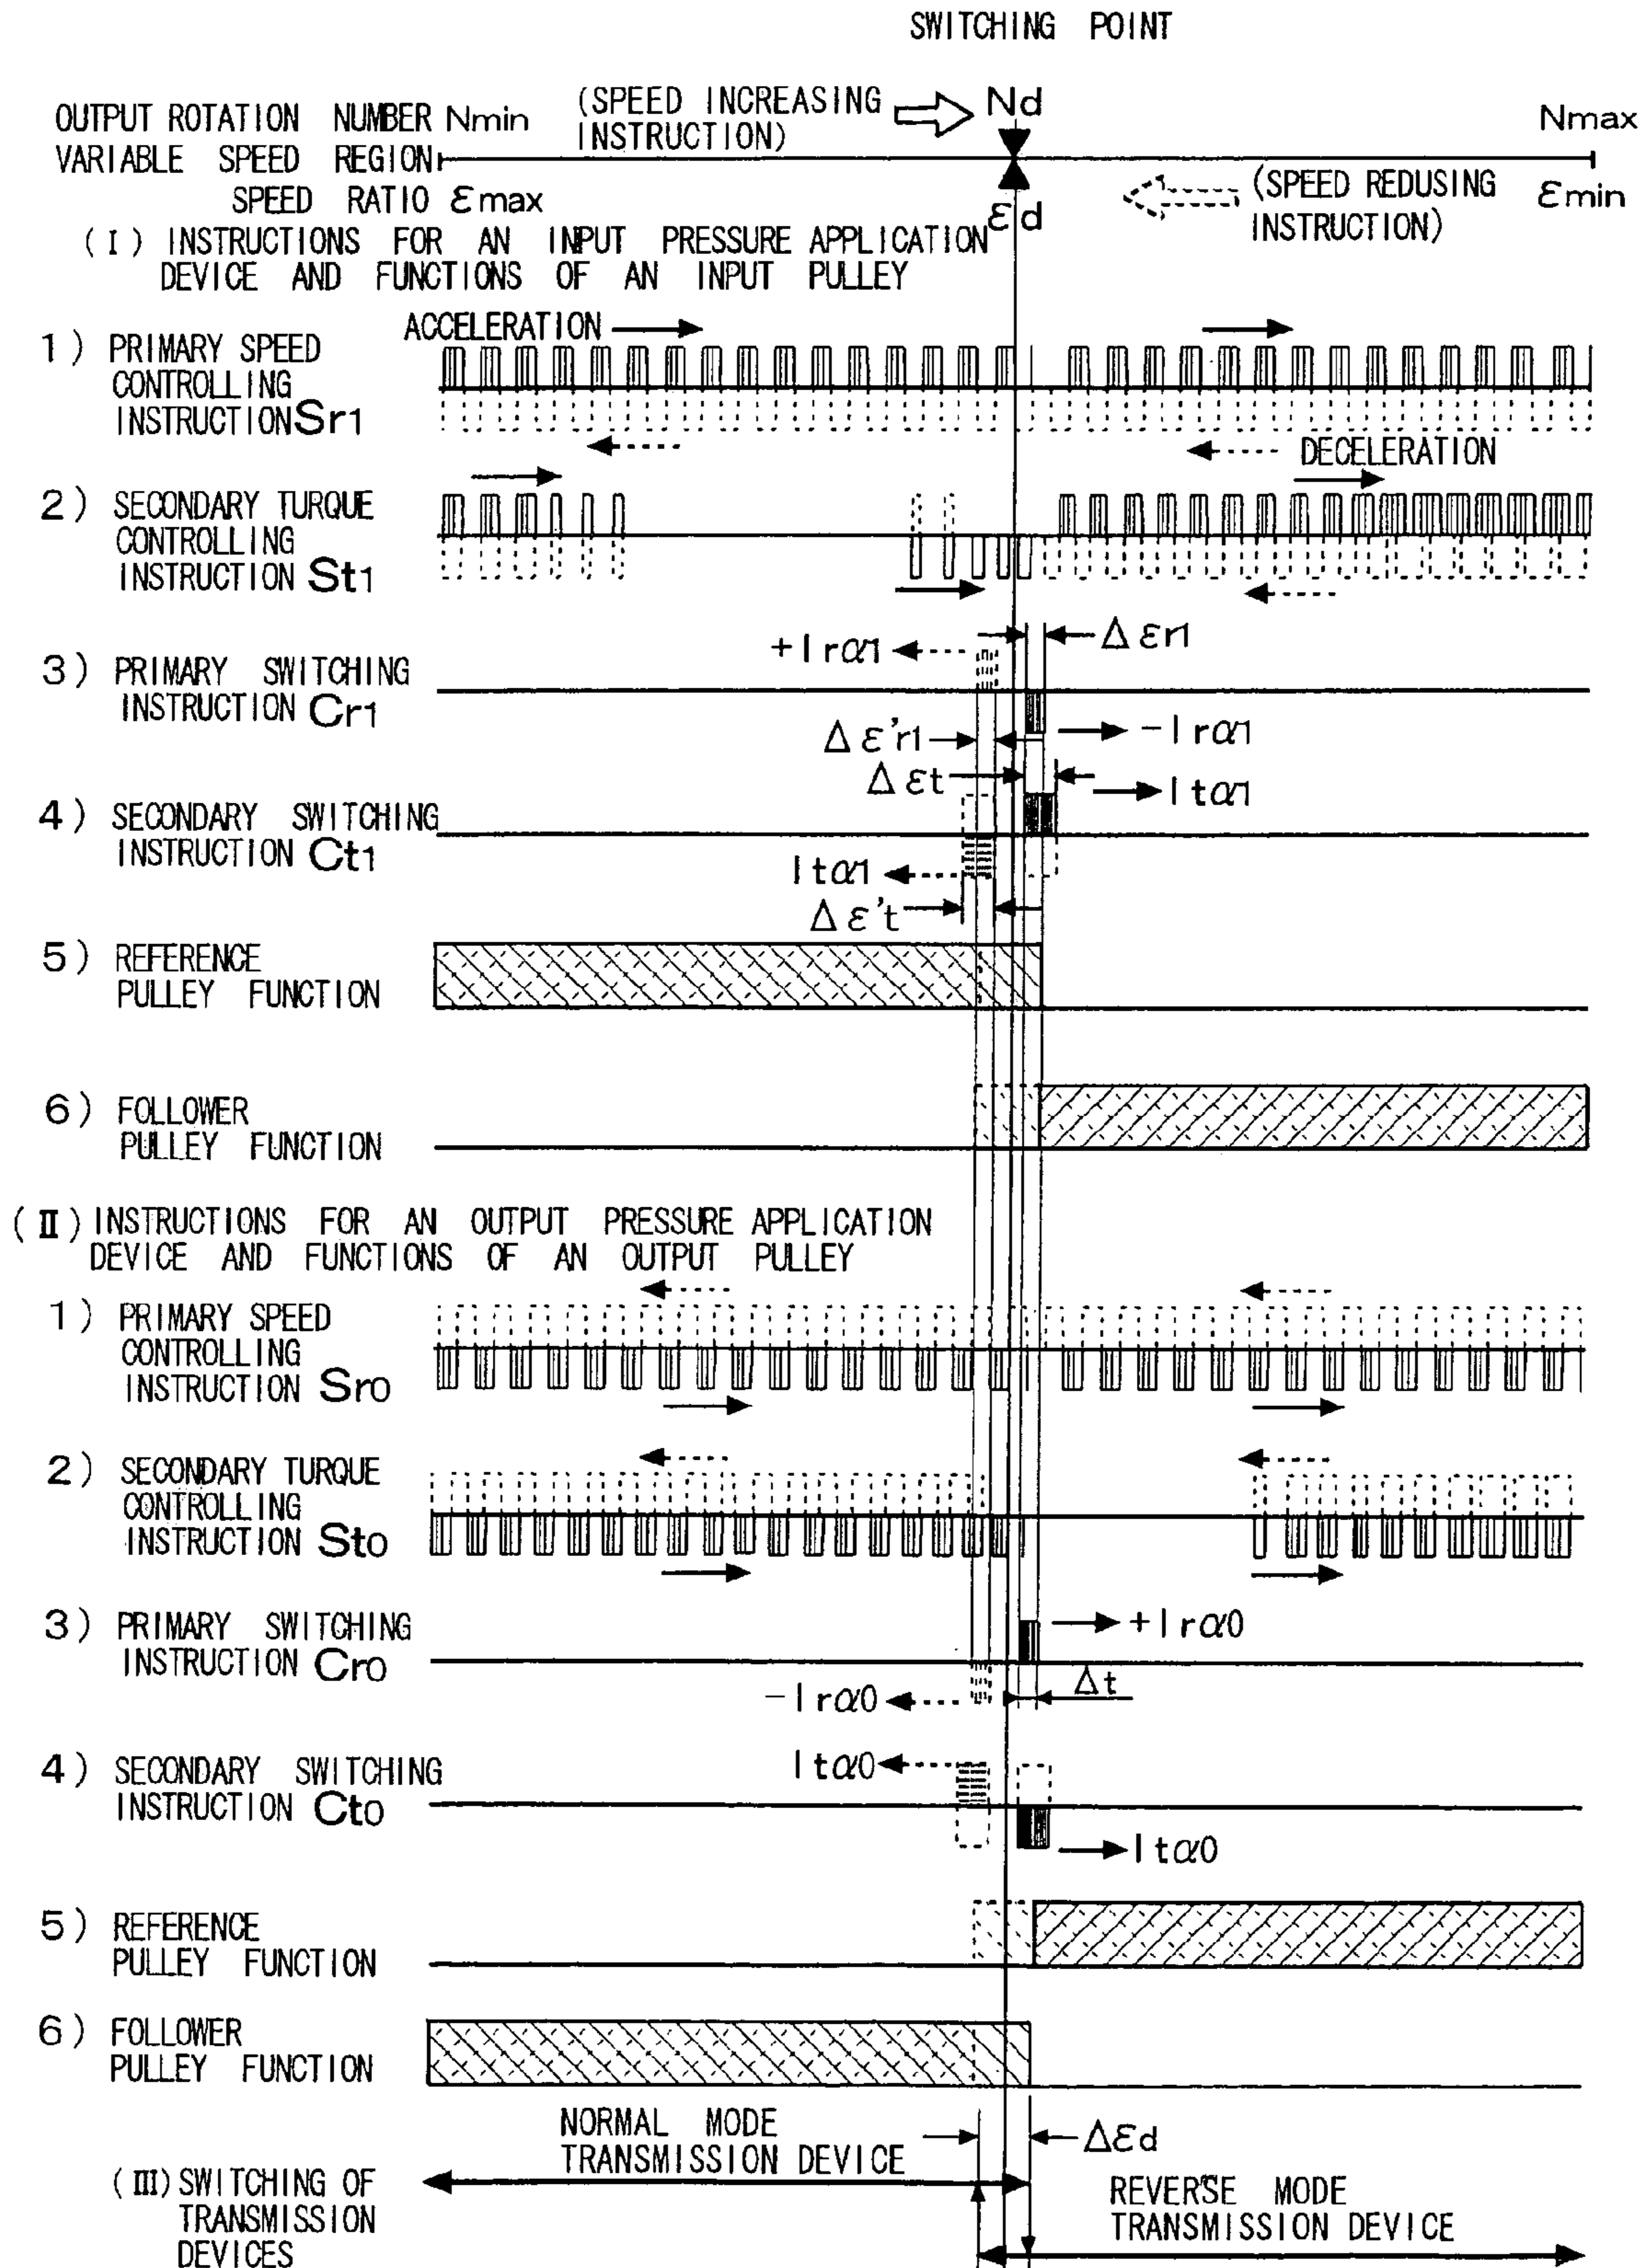 SWITCHING POINT
(SPEED INCREASING INSTRUCTION)
Nd
OUTPUT ROTATION NUMBER Nmin
Nmax
VARIABLE SPEED REGION
SPEED RATIO εmax
εd
(SPEED REDUSING INSTRUCTION)
εmin
(I) INSTRUCTIONS FOR AN INPUT PRESSURE APPLICATION
DEVICE AND FUNCTIONS OF AN INPUT PULLEY
ACCELERATION
1) PRIMARY SPEED
CONTROLLING
INSTRUCTION Sr1
DECELERATION
2) SECONDARY TURQUE
CONTROLLING
INSTRUCTION St1
+Irα1
Δεr1
3) PRIMARY SWITCHING
INSTRUCTION Cr1
Δε'r1
-Irα1
Δεt
Itα1
4) SECONDARY SWITCHING
INSTRUCTION Ct1
Itα1
Δε't
5) REFERENCE
PULLEY FUNCTION
6) FOLLOWER
PULLEY FUNCTION
(II) INSTRUCTIONS FOR AN OUTPUT PRESSURE APPLICATION
DEVICE AND FUNCTIONS OF AN OUTPUT PULLEY
1) PRIMARY SPEED
CONTROLLING
INSTRUCTION Sr0
2) SECONDARY TURQUE
CONTROLLING
INSTRUCTION St0
3) PRIMARY SWITCHING
INSTRUCTION Cr0
+Irα0
-Irα0
Δt
4) SECONDARY SWITCHING
INSTRUCTION Ct0
Itα0
Itα0
5) REFERENCE
PULLEY FUNCTION
6) FOLLOWER
PULLEY FUNCTION
NORMAL MODE
TRANSMISSION DEVICE
Δεd
(III) SWITCHING OF
TRANSMISSION
DEVICES
REVERSE MODE
TRANSMISSION DEVICE